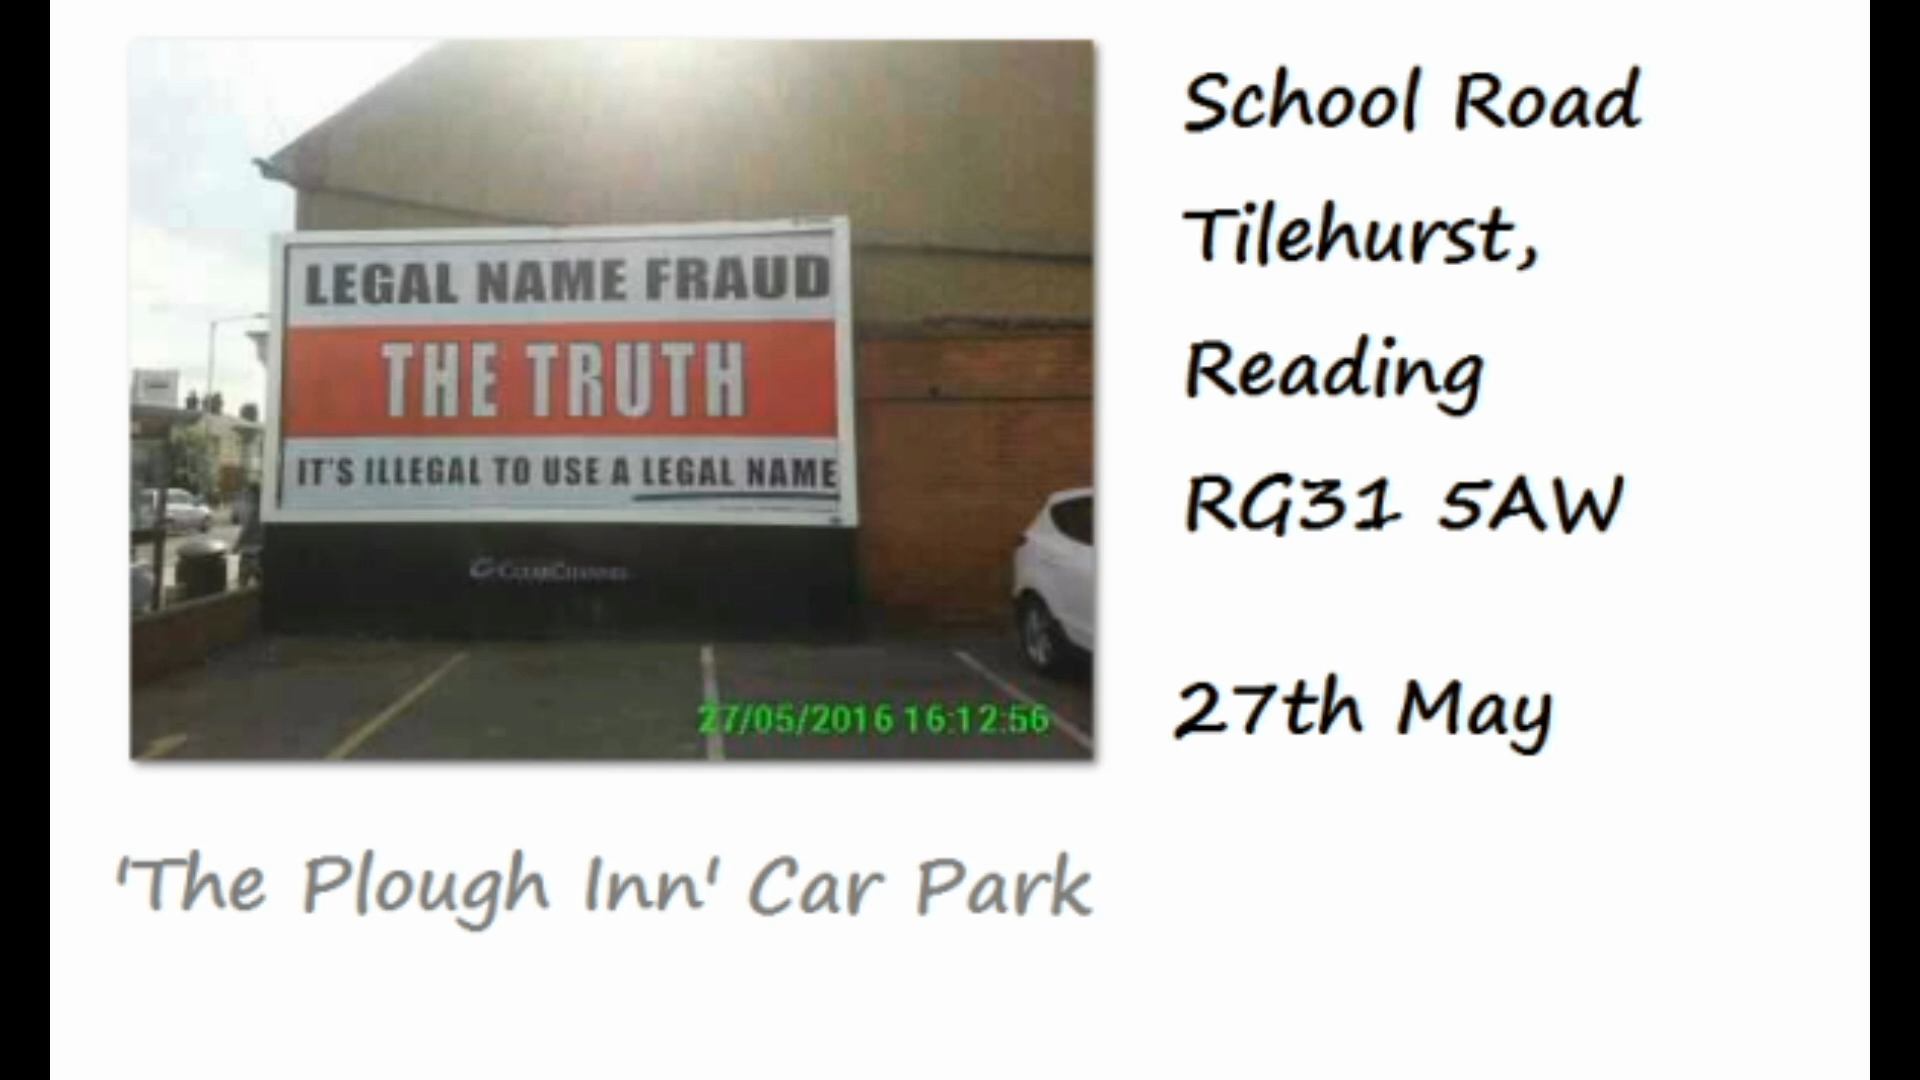 LEGAL NAME FRAUD
THE TRUTH
IT'S ILLEGAL TO USE A LEGAL NAME
CLEARCHANNEL
27/05/2016 16:12:56
School Road
Tilehurst,
Reading
RG31 5AW
27th May
'The Plough Inn' Car Park